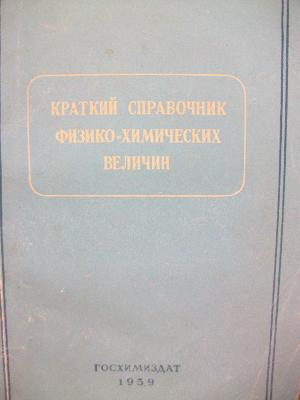 КРАТКИЙ СПРАВОЧНИК
ФИЗИКО-ХИМИЧЕСКИХ
ВЕЛИЧИН
ГОСХИМИЗДАТ
1959